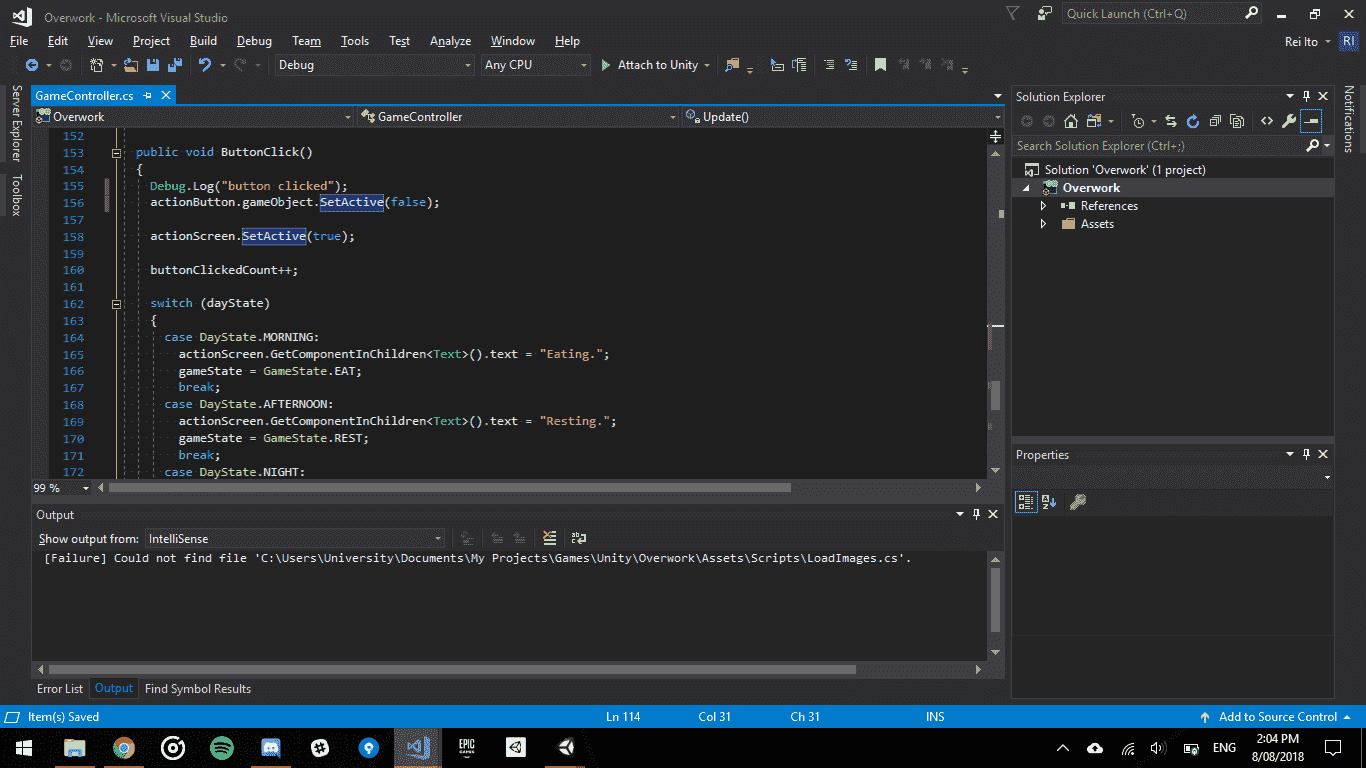 Overwork - Microsoft Visual Studio
Quick Launch (Ctrl+Q)
File Edit View Project Build Debug Team Tools Test Analyze Window Help
Rei Ito RI
Debug Any CPU Attach to Unity
Server Explorer
Toolbox
GameController.cs
Overwork GameController Update()
152
153 public void ButtonClick()
154 {
155 Debug.Log("button clicked");
156 actionButton.gameObject.SetActive(false);
157
158 actionScreen.SetActive(true);
159
160 buttonClickedCount++;
161
162 switch (dayState)
163 {
164 case DayState.MORNING:
165 actionScreen.GetComponentInChildren<Text>().text = "Eating.";
166 gameState = GameState.EAT;
167 break;
168 case DayState.AFTERNOON:
169 actionScreen.GetComponentInChildren<Text>().text = "Resting.";
170 gameState = GameState.REST;
171 break;
172 case DayState.NIGHT:
99 %
Output
Show output from: IntelliSense
[Failure] Could not find file 'C:\Users\University\Documents\My Projects\Games\Unity\Overwork\Assets\Scripts\LoadImages.cs'.
Error List Output Find Symbol Results
Solution Explorer
Search Solution Explorer (Ctrl+;)
Solution 'Overwork' (1 project)
Overwork
References
Assets
Properties
Notifications
Item(s) Saved Ln 114 Col 31 Ch 31 INS Add to Source Control
EPIC
GAMES
ENG
2:04 PM
8/08/2018